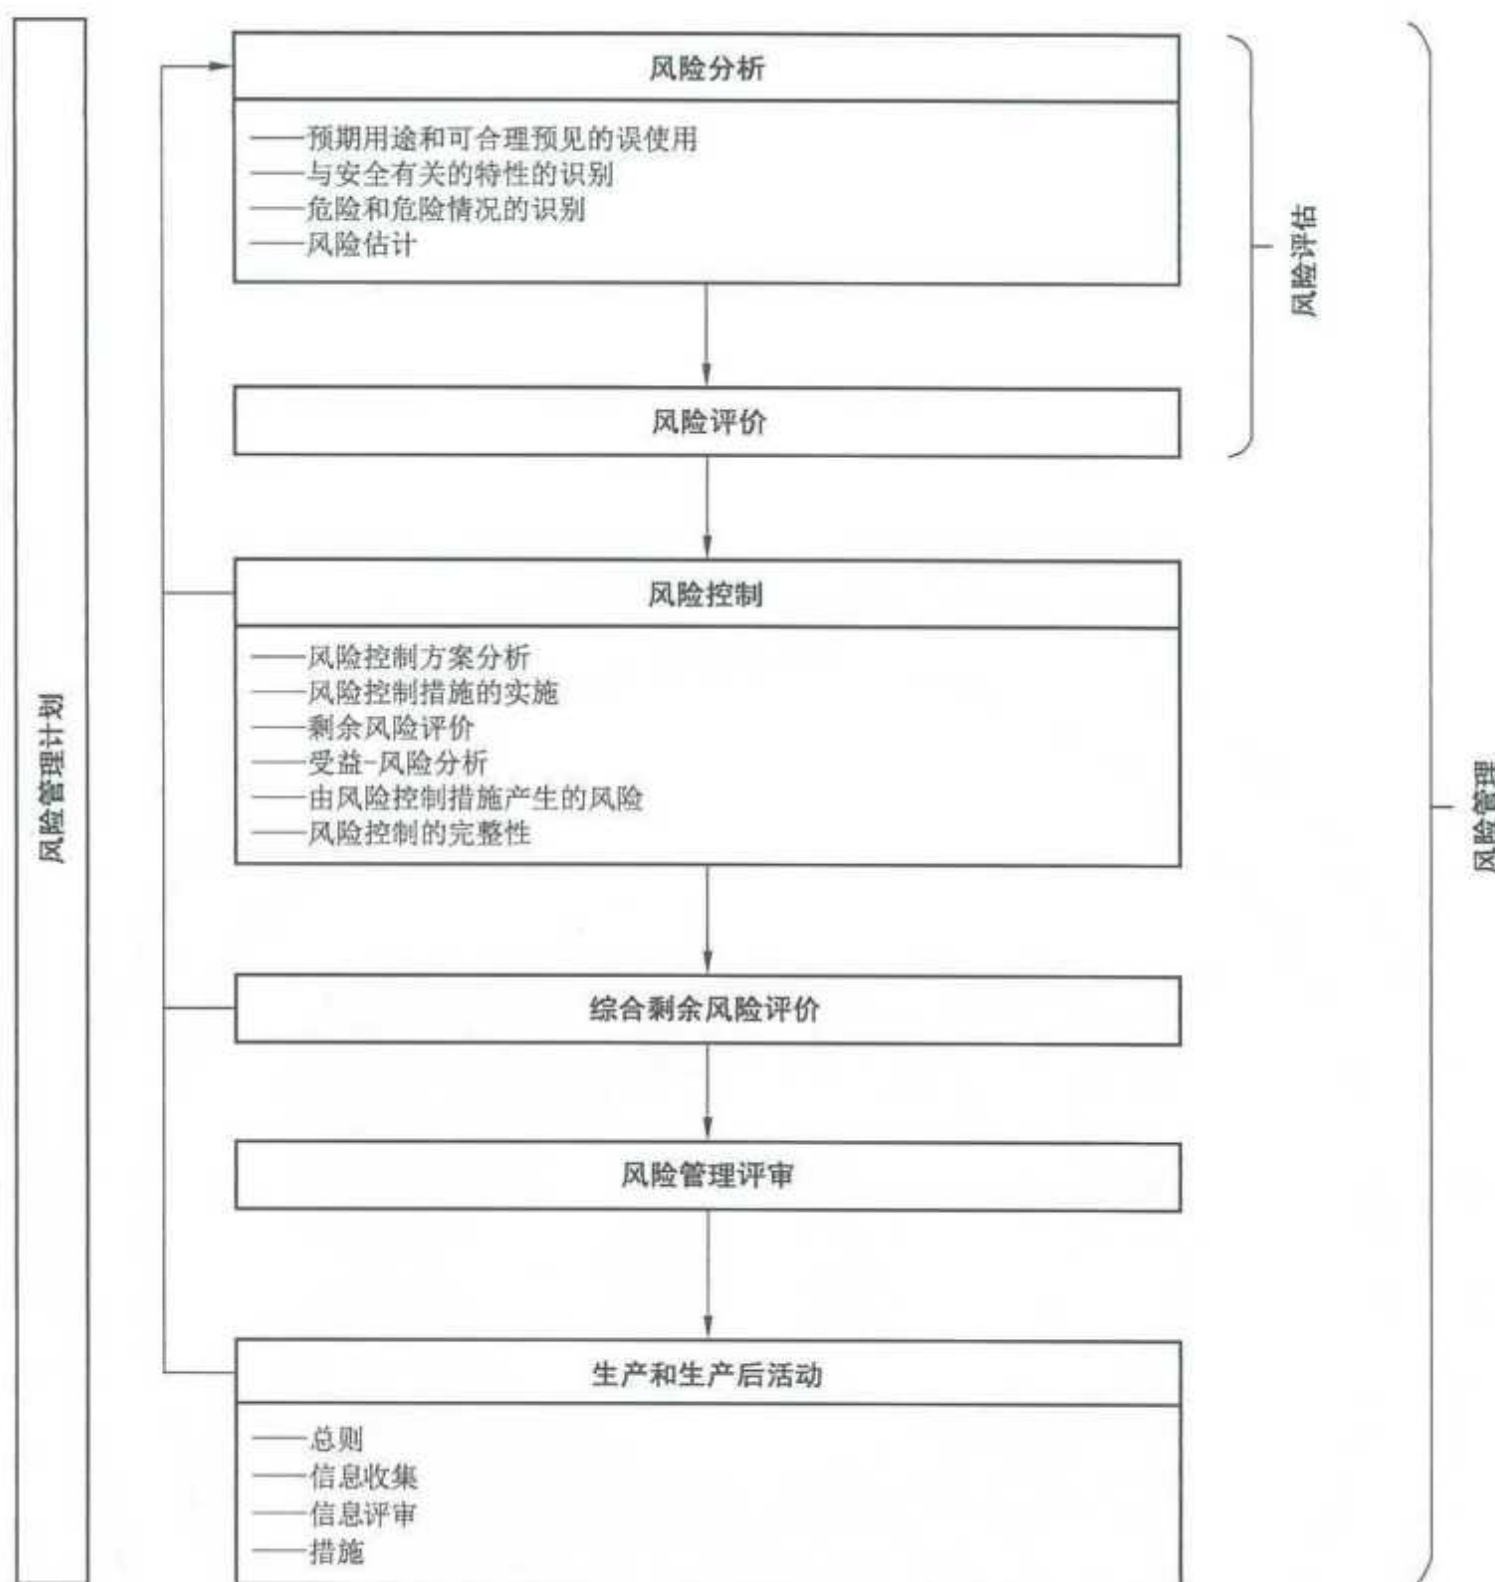 风险管理计划
风险分析
——预期用途和可合理预见的误使用
——与安全有关的特性的识别
——危险和危险情况的识别
——风险估计
风险评估
风险评价
风险控制
——风险控制方案分析
——风险控制措施的实施
——剩余风险评价
——受益-风险分析
——由风险控制措施产生的风险
——风险控制的完整性
风险管理
综合剩余风险评价
风险管理评审
生产和生产后活动
——总则
——信息收集
——信息评审
——措施